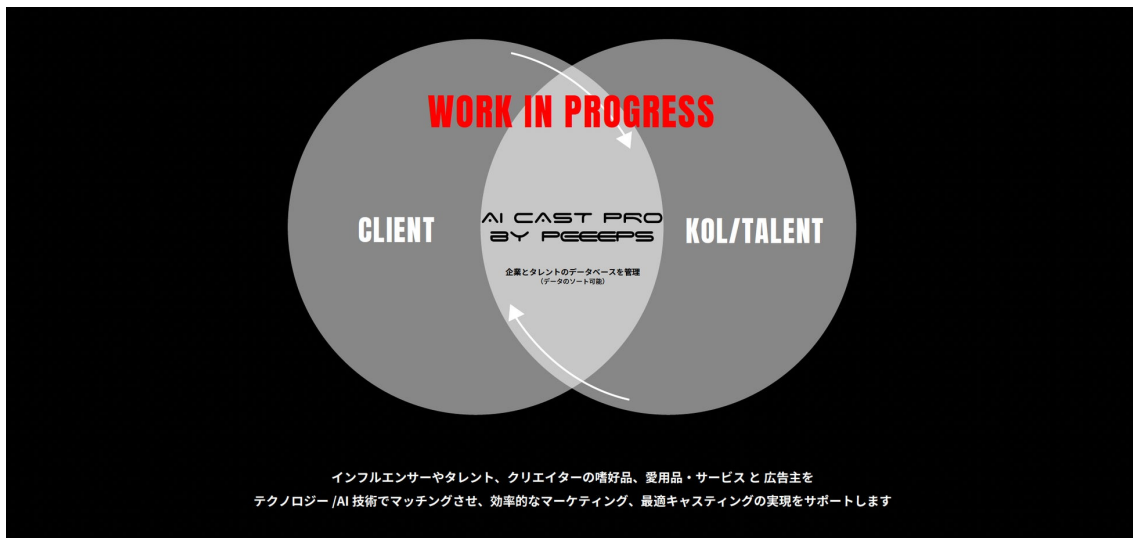 WORK IN PROGRESS
CLIENT
AI CAST PRO
BY PEEEPS
KOL/TALENT
企業とタレントのデータベースを管理
（データのソート可能）
インフルエンサーやタレント、クリエイターの嗜好品、愛用品・サービス と 広告主を
テクノロジー /AI 技術でマッチングさせ、効率的なマーケティング、最適キャスティングの実現をサポートします